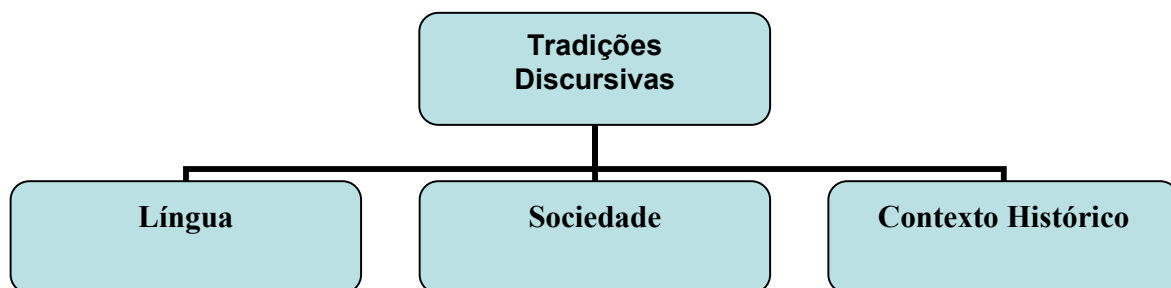 Tradições
Discursivas
Língua
Sociedade
Contexto Histórico